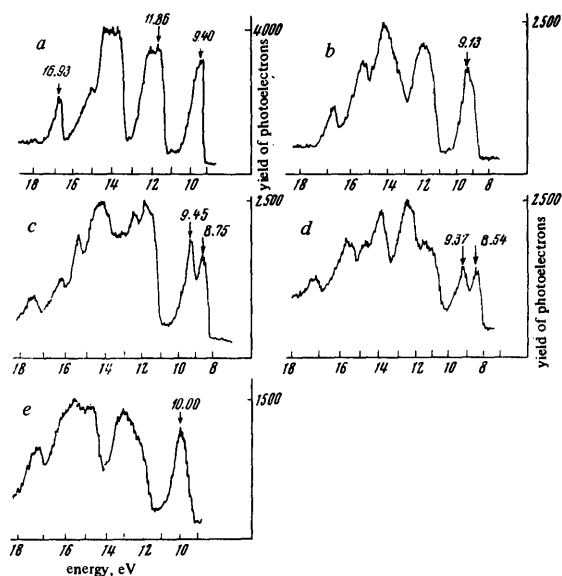 a
16.93
11.86
9.40
4000
18 16 14 12 10
yield of photoelectrons
b
9.13
2500
18 16 14 12 10 8
c
9.45
8.75
2500
18 16 14 12 10 8
yield of photoelectrons
d
9.37
8.54
2500
18 16 14 12 10 8
yield of photoelectrons
e
10.00
1500
18 16 14 12 10
energy, eV